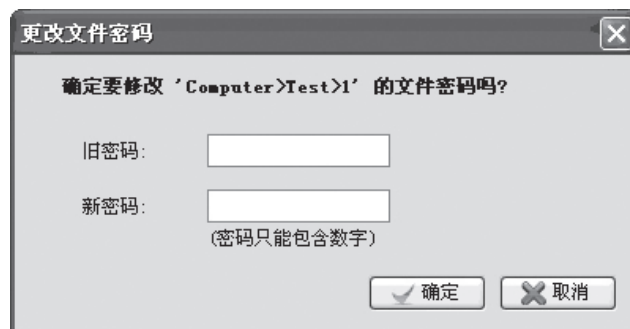 更改文件密码
确定要修改 'Computer>Test>1' 的文件密码吗?
旧密码:
新密码:
(密码只能包含数字)
确定 取消